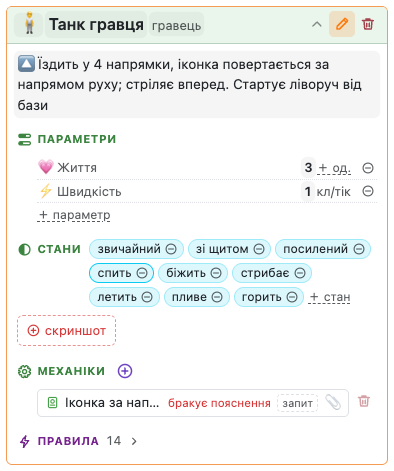 Танк гравця гравець
Їздить у 4 напрямки, іконка повертається за
напрямом руху; стріляє вперед. Стартує ліворуч від
бази
ПАРАМЕТРИ
Життя 3 + од.
Швидкість 1 кл/тік
+ параметр
СТАНИ звичайний зі щитом посилений
спить біжить стрибає
летить пливе горить + стан
скриншот
МЕХАНІКИ
Іконка за нап... бракує пояснення запит
ПРАВИЛА 14